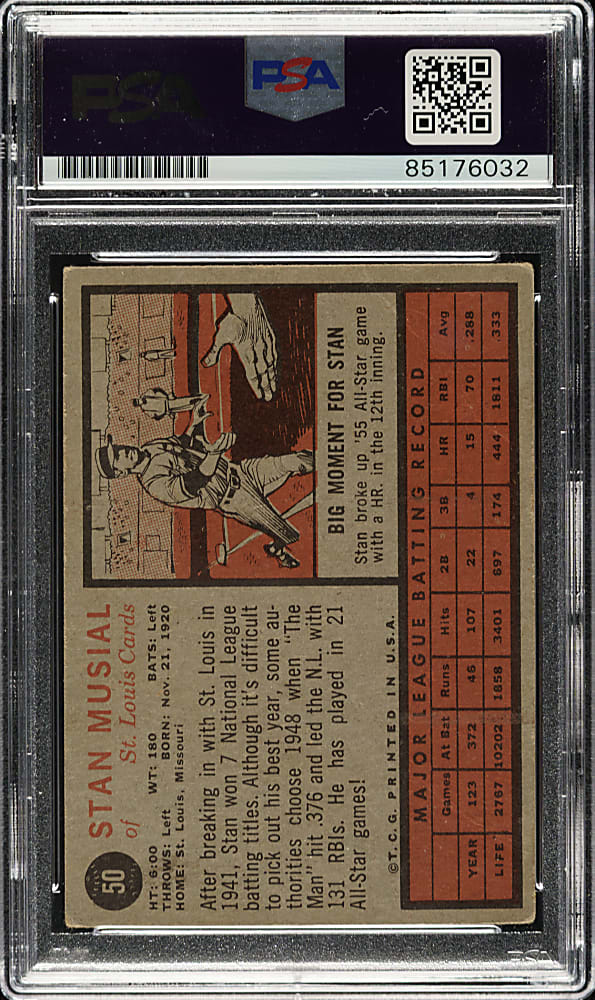 PSA
PSA
85176032
50
STAN MUSIAL
of St. Louis Cards
HT: 6:00 WT: 180 BATS: Left
THROWS: Left BORN: Nov. 21, 1920
HOME: St. Louis, Missouri
After breaking in with St. Louis in
1941, Stan won 7 National League
batting titles. Although it's difficult
to pick out his best year, some au-
thorities choose 1948 when "The
Man" hit .376 and led the N.L. with
131 RBIs. He has played in 21
All-Star games!
©T.C.G. PRINTED IN U.S.A.
BIG MOMENT FOR STAN
Stan broke up '55 All-Star game
with a HR. in the 12th inning.
MAJOR LEAGUE BATTING RECORD
Games At Bat Runs Hits 2B 3B HR RBI Avg
YEAR 123 372 46 107 22 4 15 70 .288
LIFE 2767 10202 1858 3401 697 174 444 1811 .333
PSA